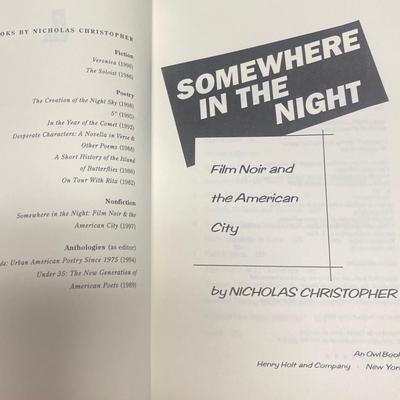 OKS BY NICHOLAS CHRISTOPHER
Fiction
Veronica (1996)
The Soloist (1986)
Poetry
The Creation of the Night Sky (1998)
5° (1995)
In the Year of the Comet (1992)
Desperate Characters: A Novella in Verse &
Other Poems (1988)
A Short History of the Island
of Butterflies (1986)
On Tour With Rita (1982)
Nonfiction
Somewhere in the Night: Film Noir & the
American City (1997)
Anthologies (as editor)
ds: Urban American Poetry Since 1975 (1994)
Under 35: The New Generation of
American Poets (1989)
SOMEWHERE
IN THE
NIGHT
Film Noir and
the American
City
by NICHOLAS CHRISTOPHER
An Owl Book
Henry Holt and Company · New York